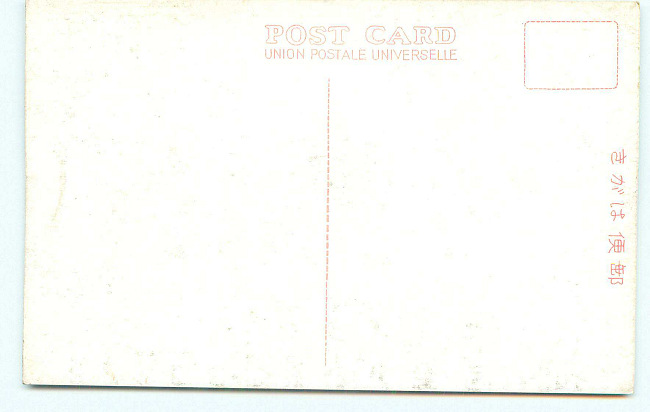 POST CARD
UNION POSTALE UNIVERSELLE
郵便はがき